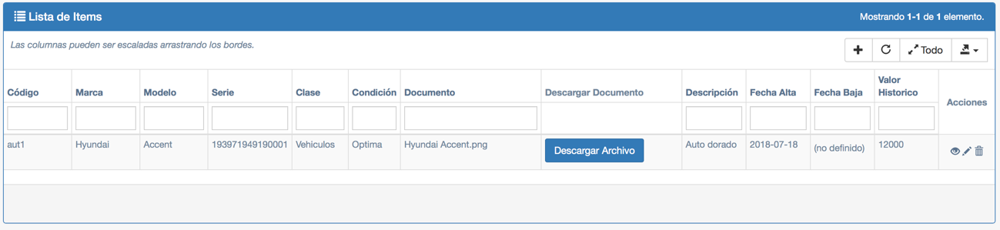 Lista de Items
Mostrando 1-1 de 1 elemento.
Las columnas pueden ser escaladas arrastrando los bordes.
Todo
Código Marca Modelo Serie Clase Condición Documento Descargar Documento Descripción Fecha Alta Fecha Baja Valor Historico Acciones
aut1 Hyundai Accent 193971949190001 Vehiculos Optima Hyundai Accent.png Descargar Archivo Auto dorado 2018-07-18 (no definido) 12000